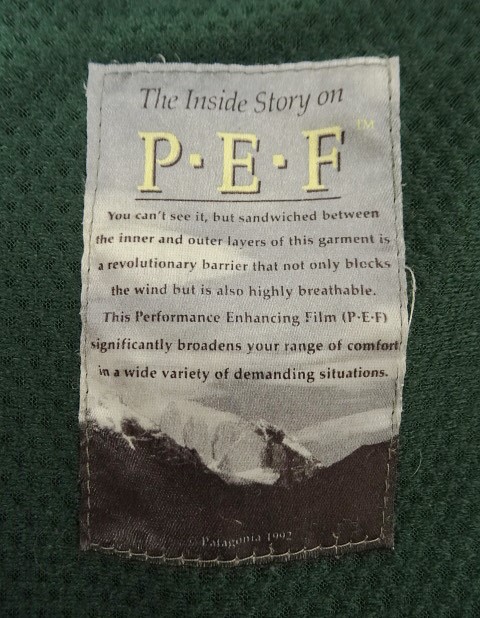 The Inside Story on
P·E·F™
You can't see it, but sandwiched between
the inner and outer layers of this garment is
a revolutionary barrier that not only blocks
the wind but is also highly breathable.
This Performance Enhancing Film (P·E·F)
significantly broadens your range of comfort
in a wide variety of demanding situations.
© Patagonia 1992